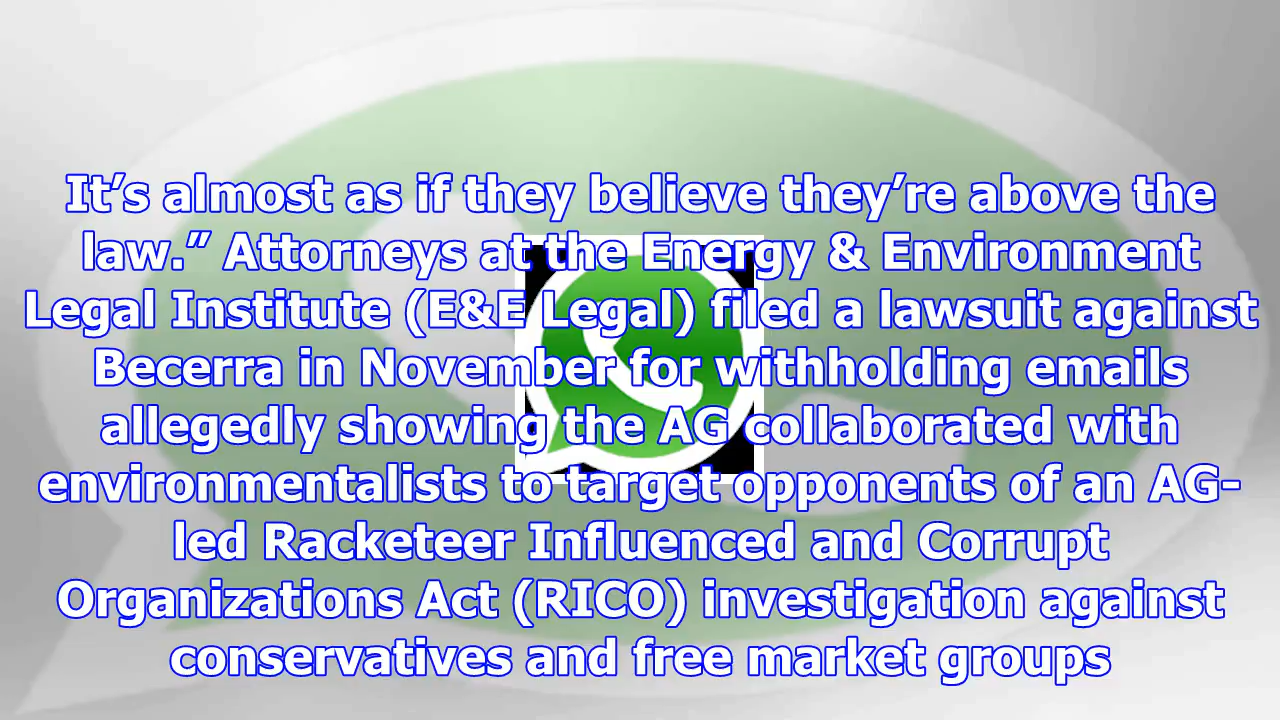 It’s almost as if they believe they’re above the
law.” Attorneys at the Energy & Environment
Legal Institute (E&E Legal) filed a lawsuit against
Becerra in November for withholding emails
allegedly showing the AG collaborated with
environmentalists to target opponents of an AG-
led Racketeer Influenced and Corrupt
Organizations Act (RICO) investigation against
conservatives and free market groups